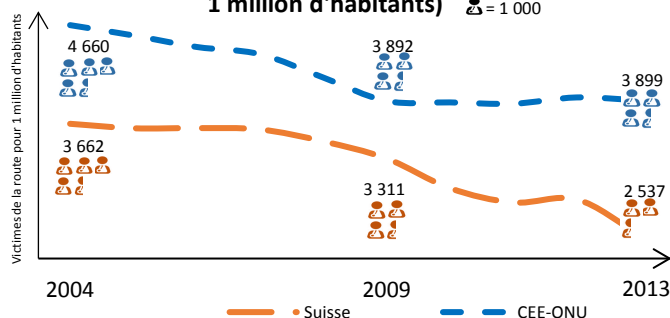 1 million d'habitants)
= 1 000
Victimes de la route pour 1 million d'habitants
4 660
3 892
3 899
3 662
3 311
2 537
2004
2009
2013
Suisse
CEE-ONU